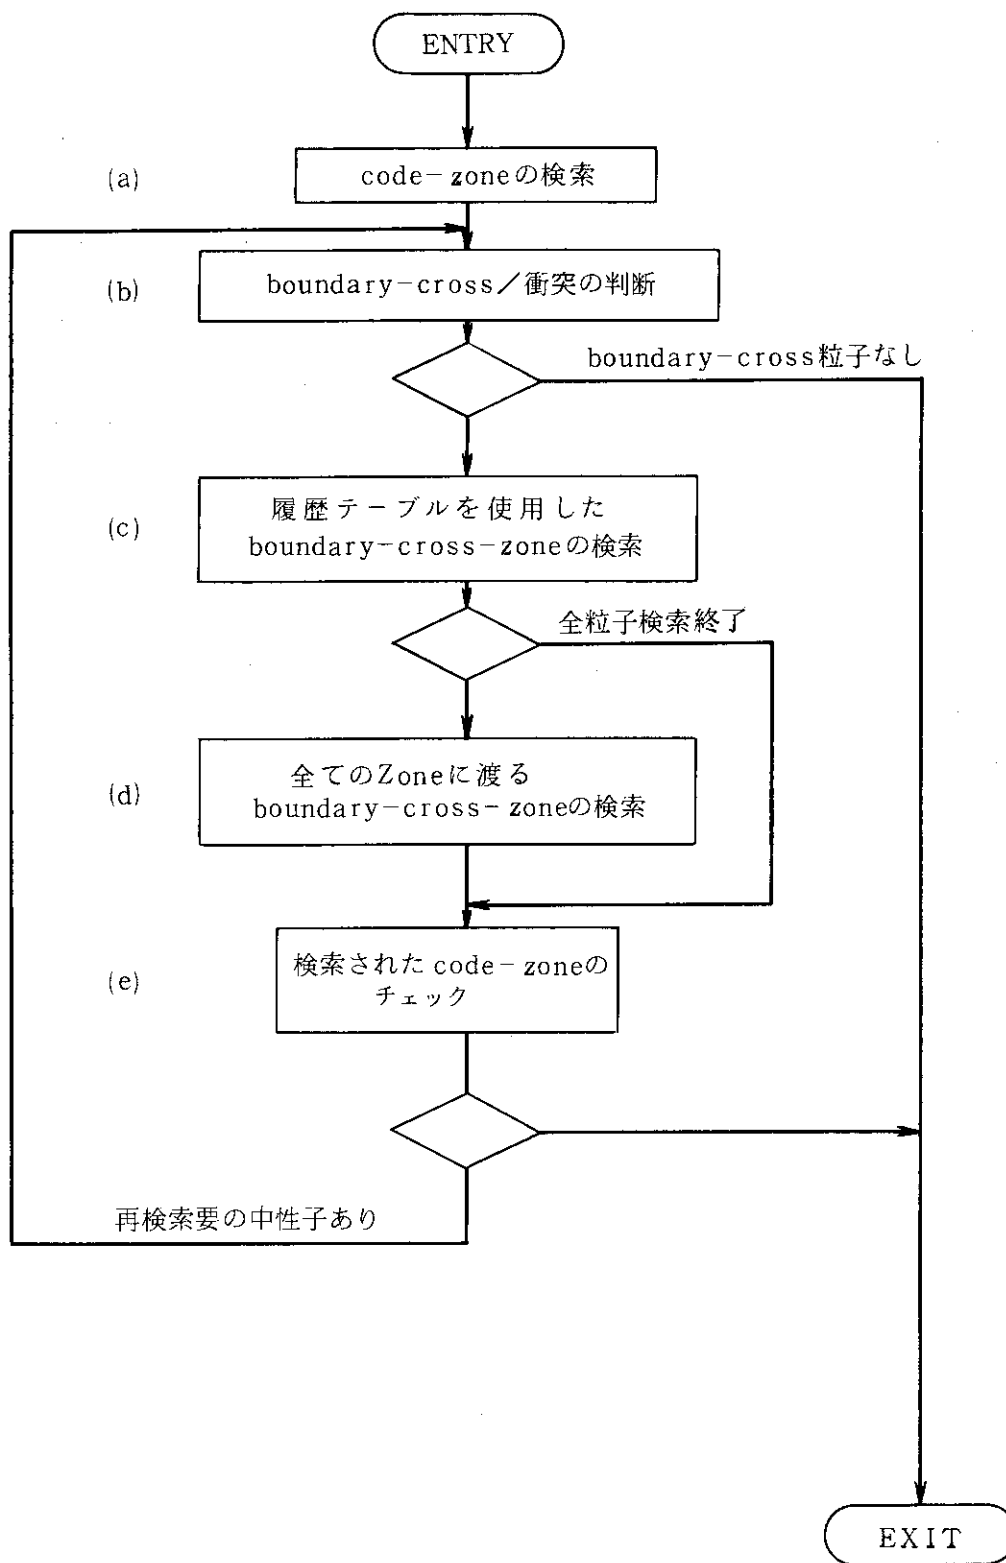 ENTRY
(a)
code-zoneの検索
(b)
boundary-cross/衝突の判断
boundary-cross粒子なし
(c)
履歴テーブルを使用した
boundary-cross-zoneの検索
全粒子検索終了
(d)
全てのZoneに渡る
boundary-cross-zoneの検索
(e)
検索された code-zoneの
チェック
再検索要の中性子あり
EXIT